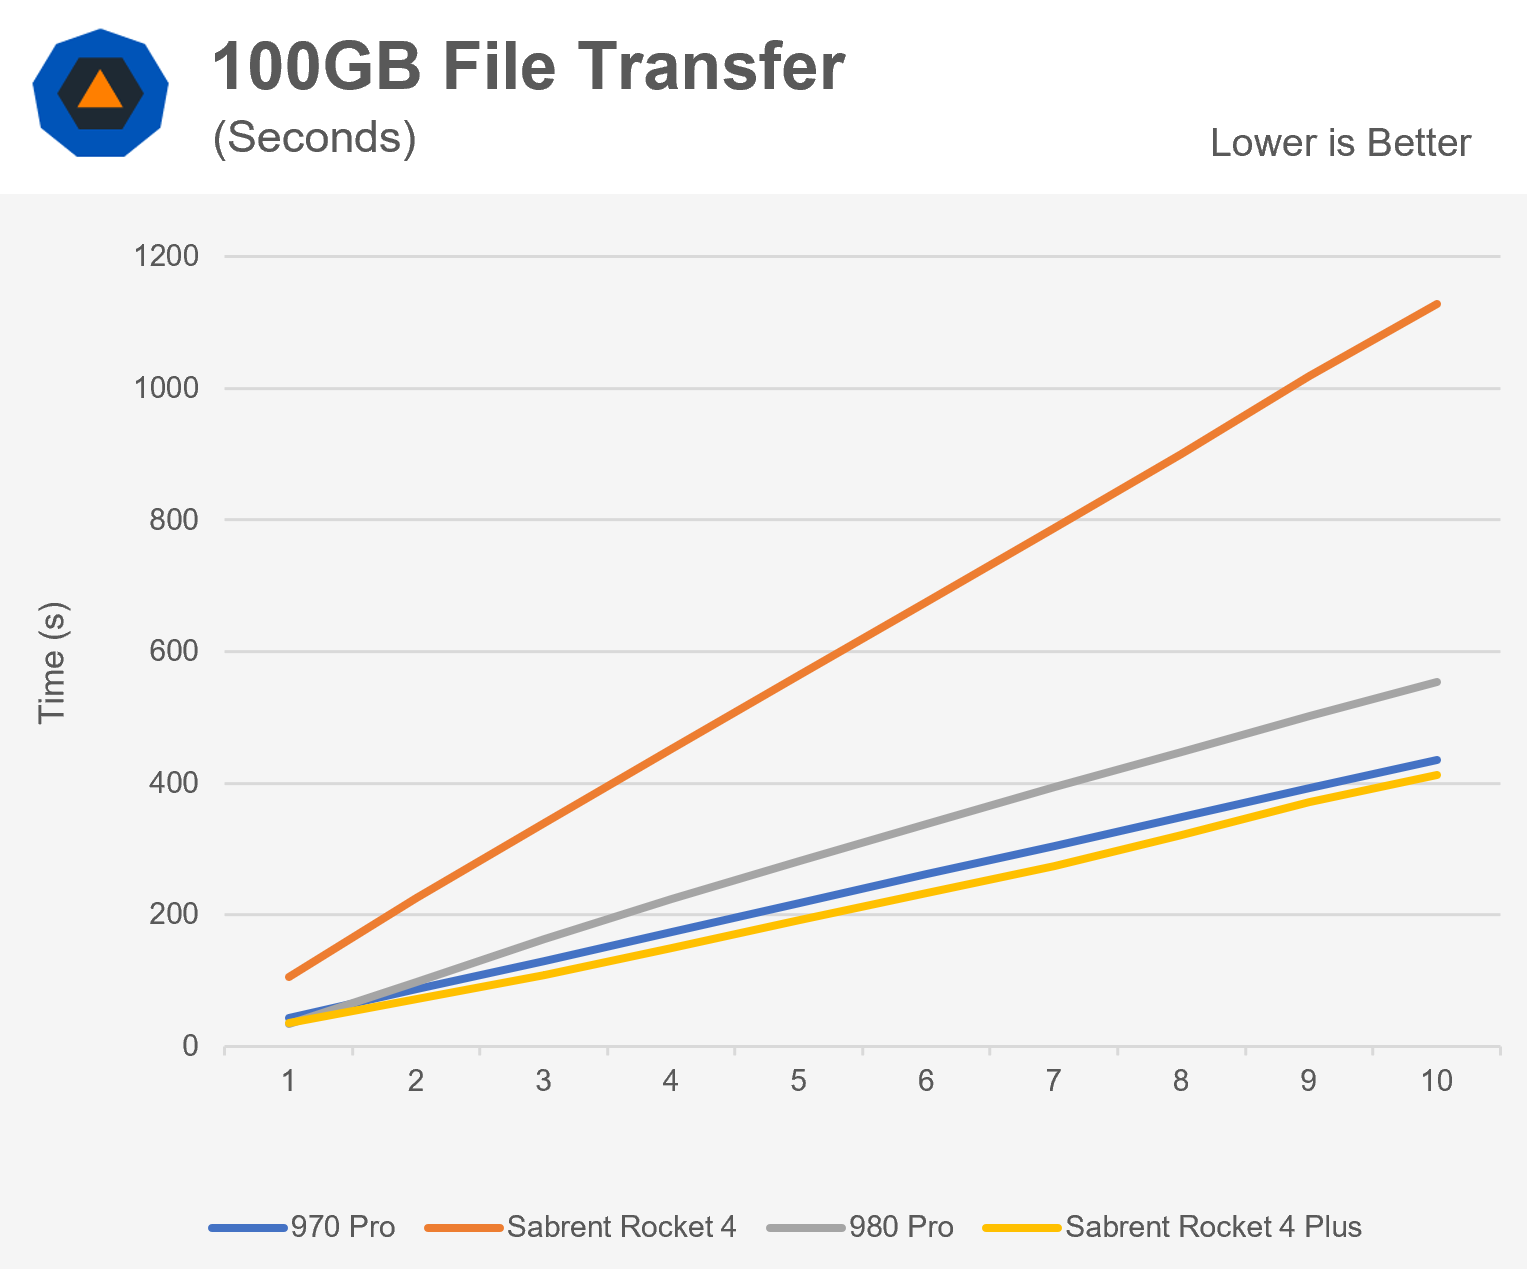 100GB File Transfer
(Seconds)
Lower is Better
1200
1000
800
600
400
200
0
Time (s)
1 2 3 4 5 6 7 8 9 10
970 Pro Sabrent Rocket 4 980 Pro Sabrent Rocket 4 Plus